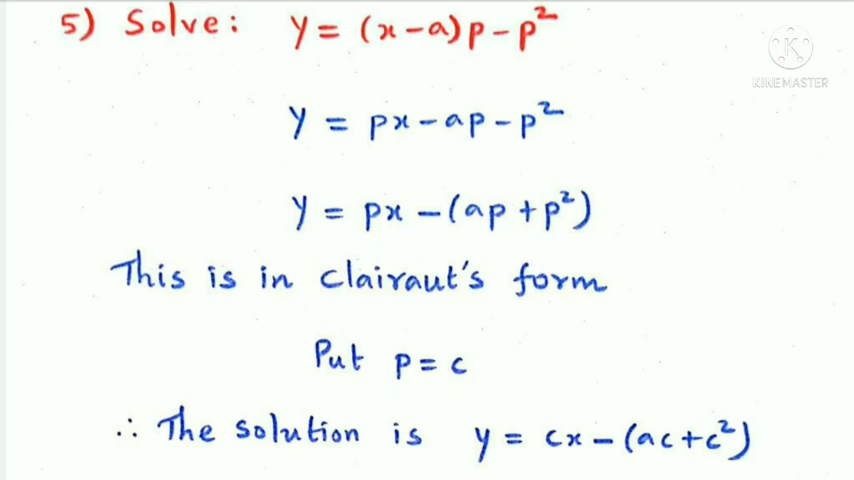 5) Solve: y = (x-a)p - p²
KINEMASTER
y = px - ap - p²
y = px - (ap + p²)
This is in clairaut's form
Put p = c
∴ The solution is y = cx - (ac + c²)